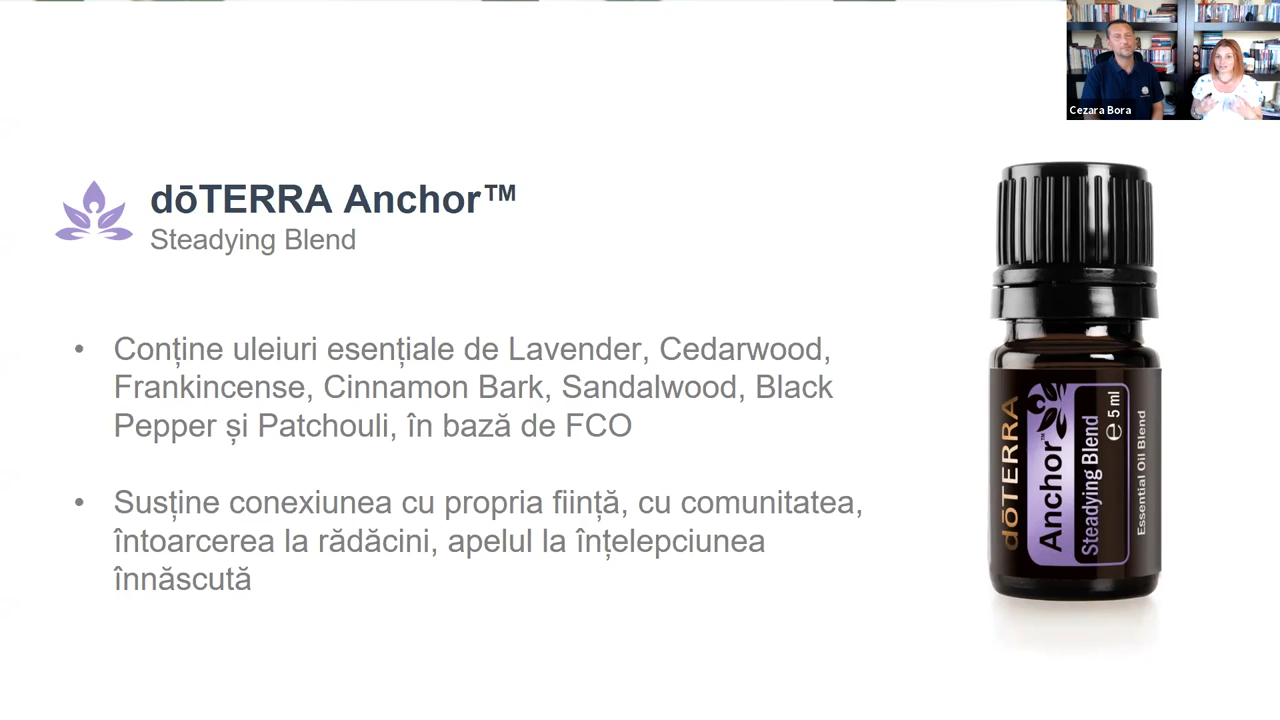 Cezara Bora
dōTERRA Anchor™
Steadying Blend
• Conține uleiuri esențiale de Lavender, Cedarwood,
Frankincense, Cinnamon Bark, Sandalwood, Black
Pepper și Patchouli, în bază de FCO
• Susține conexiunea cu propria ființă, cu comunitatea,
întoarcerea la rădăcini, apelul la înțelepciunea
înnăscută
dōTERRA
Anchor™
Steadying Blend
℮ 5 ml
Essential Oil Blend